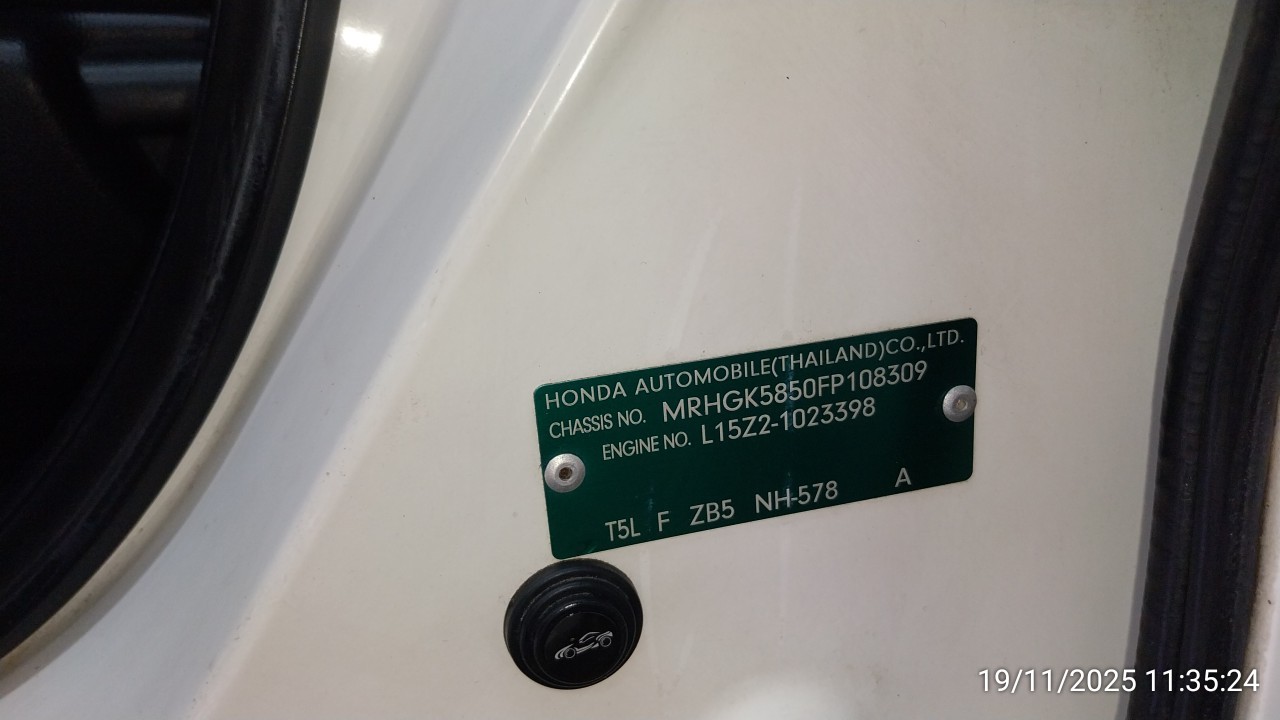 HONDA AUTOMOBILE(THAILAND)CO.,LTD.
CHASSIS NO. MRHGK5850FP108309
ENGINE NO. L15Z2-1023398
T5L F ZB5 NH-578 A
19/11/2025 11:35:24